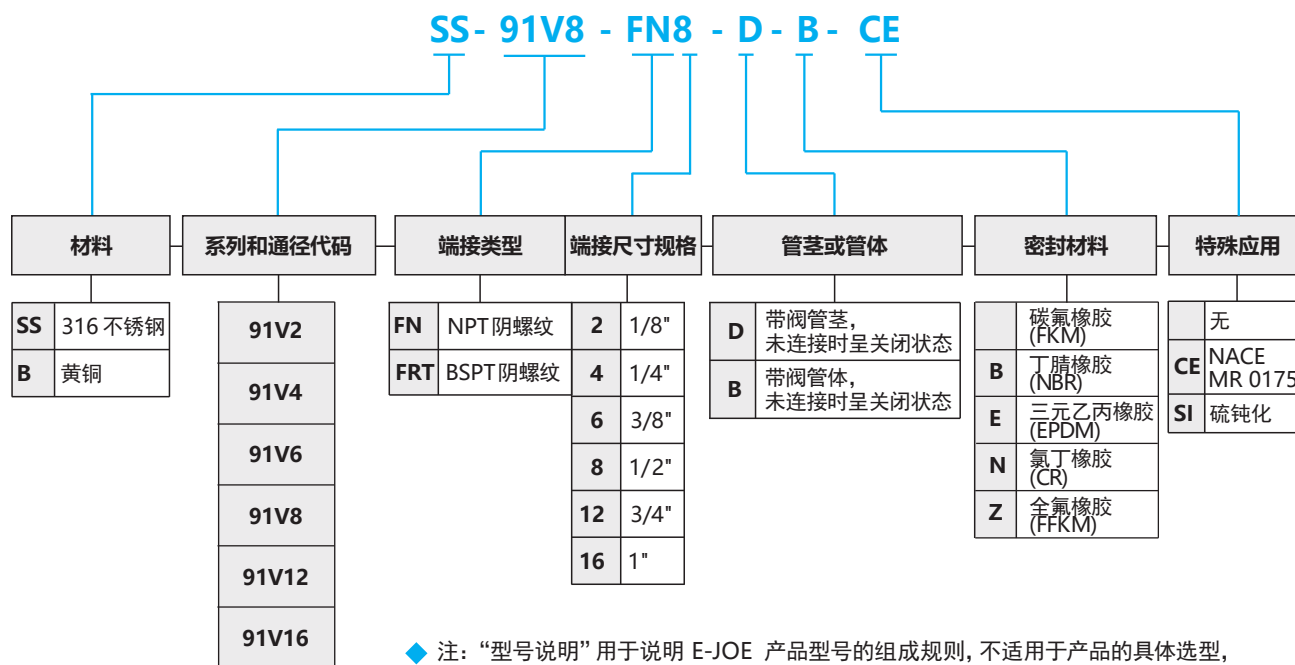 SS - 91V8 - FN8 - D - B - CE
材料
系列和通径代码
端接类型
端接尺寸规格
管茎或管体
密封材料
特殊应用
SS 316 不锈钢
B 黄铜
91V2
91V4
91V6
91V8
91V12
91V16
FN NPT 阴螺纹
FRT BSPT 阴螺纹
2 1/8"
4 1/4"
6 3/8"
8 1/2"
12 3/4"
16 1"
D 带阀管茎，
未连接时呈关闭状态
B 带阀管体，
未连接时呈关闭状态
碳氟橡胶
(FKM)
B 丁腈橡胶
(NBR)
E 三元乙丙橡胶
(EPDM)
N 氯丁橡胶
(CR)
Z 全氟橡胶
(FFKM)
无
CE NACE
MR 0175
SI 硫钝化
◆ 注：“型号说明”用于说明 E-JOE 产品型号的组成规则，不适用于产品的具体选型，